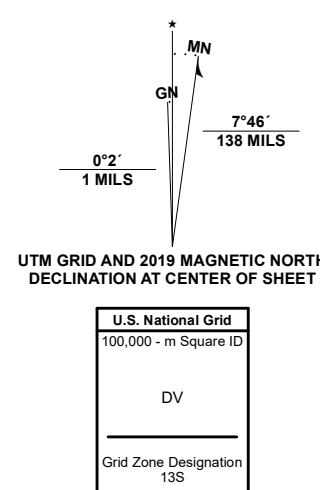 ★
MN
GN
7°46´
138 MILS
0°2´
1 MILS
UTM GRID AND 2019 MAGNETIC NORTH
DECLINATION AT CENTER OF SHEET
U.S. National Grid
100,000 - m Square ID
DV
Grid Zone Designation
13S